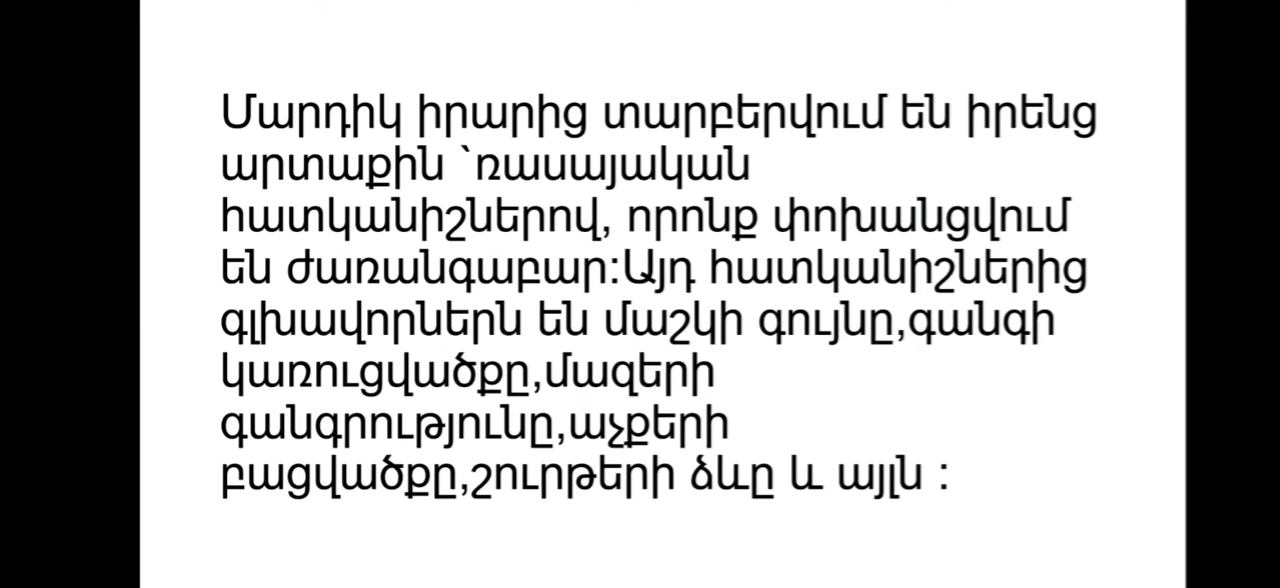 Մարդիկ իրարից տարբերվում են իրենց
արտաքին `ռասայական
հատկանիշներով, որոնք փոխանցվում
են ժառանգաբար:Այդ հատկանիշներից
գլխավորներն են մաշկի գույնը,գանգի
կառուցվածքը,մազերի
գանգրությունը,աչքերի
բացվածքը,շուրթերի ձևը և այլն :